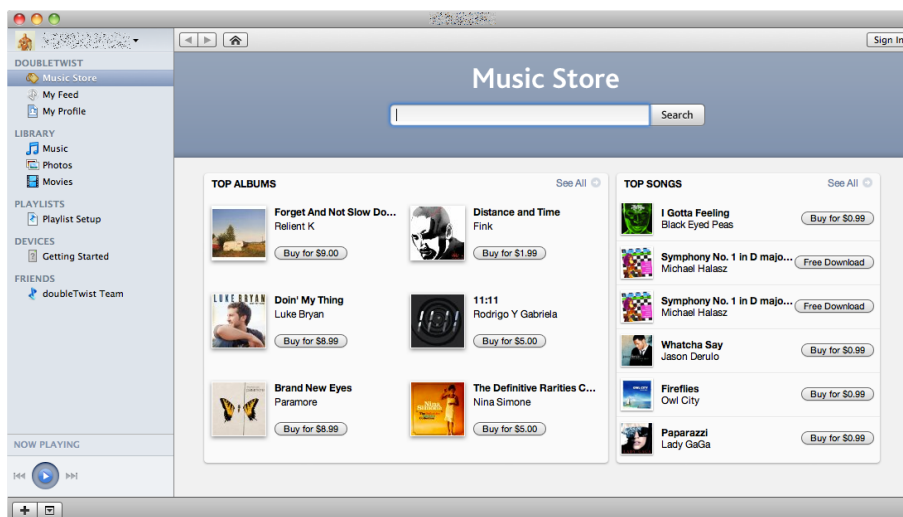 Sign In
DOUBLETWIST
Music Store
My Feed
My Profile
LIBRARY
Music
Photos
Movies
PLAYLISTS
Playlist Setup
DEVICES
Getting Started
FRIENDS
doubleTwist Team
NOW PLAYING
Music Store
Search
TOP ALBUMS See All
Forget And Not Slow Do...
Relient K
Buy for $9.00
Distance and Time
Fink
Buy for $1.99
LUKE BRYAN
Doin' My Thing
Luke Bryan
Buy for $8.99
11:11
Rodrigo Y Gabriela
Buy for $5.00
Brand New Eyes
Paramore
Buy for $8.99
Nina Simone
The Definitive Rarities C...
Nina Simone
Buy for $5.00
TOP SONGS See All
I Gotta Feeling
Black Eyed Peas
Buy for $0.99
Symphony No. 1 in D majo...
Michael Halasz
Free Download
Symphony No. 1 in D majo...
Michael Halasz
Free Download
Whatcha Say
Jason Derulo
Buy for $0.99
Fireflies
Owl City
Buy for $0.99
Paparazzi
Lady GaGa
Buy for $0.99